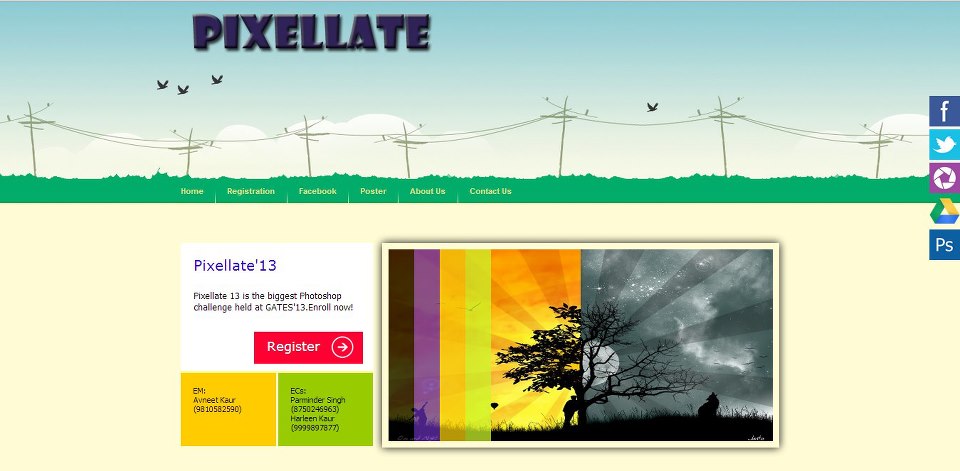 PIXELLATE
Home Registration Facebook Poster About Us Contact Us
f
Ps
Pixellate'13
Pixellate 13 is the biggest Photoshop
challenge held at GATES'13.Enroll now!
Register
EM:
Avneet Kaur
(9810582590)
ECs:
Parminder Singh
(8750246963)
Harleen Kaur
(9999897877)